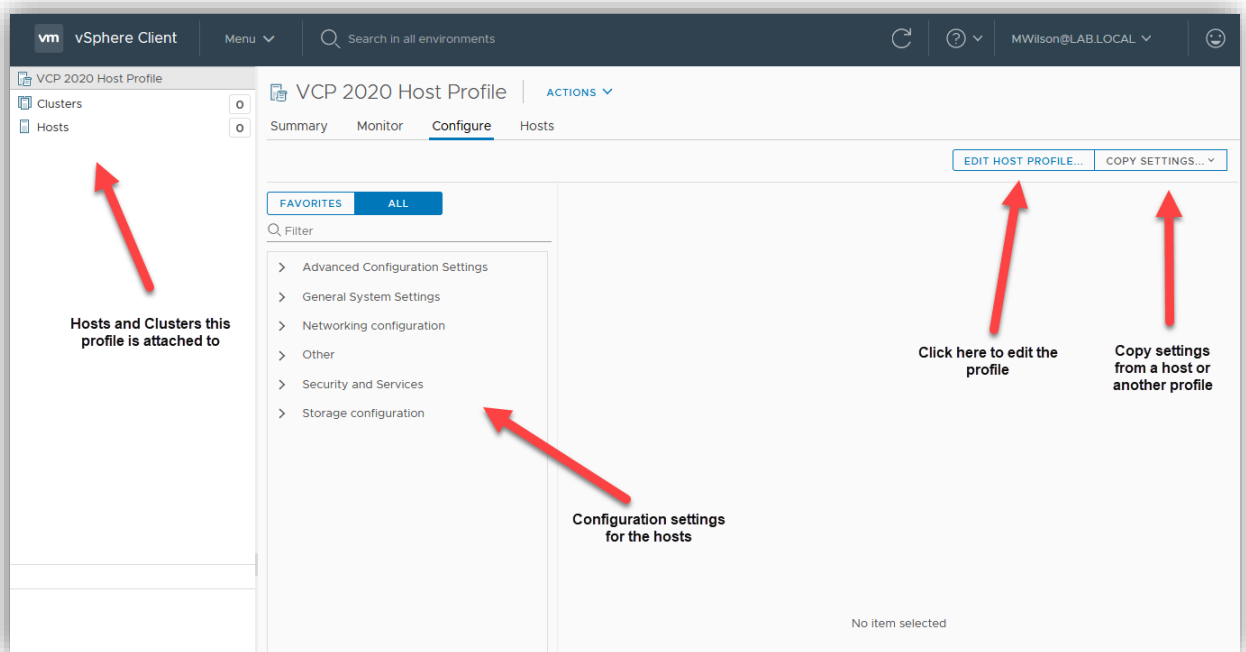 vm vSphere Client Menu Search in all environments MWilson@LAB.LOCAL
VCP 2020 Host Profile
Clusters 0
Hosts 0
VCP 2020 Host Profile ACTIONS
Summary Monitor Configure Hosts
EDIT HOST PROFILE... COPY SETTINGS...
FAVORITES ALL
Filter
Advanced Configuration Settings
General System Settings
Networking configuration
Other
Security and Services
Storage configuration
Hosts and Clusters this
profile is attached to
Click here to edit the
profile
Copy settings
from a host or
another profile
Configuration settings
for the hosts
No item selected